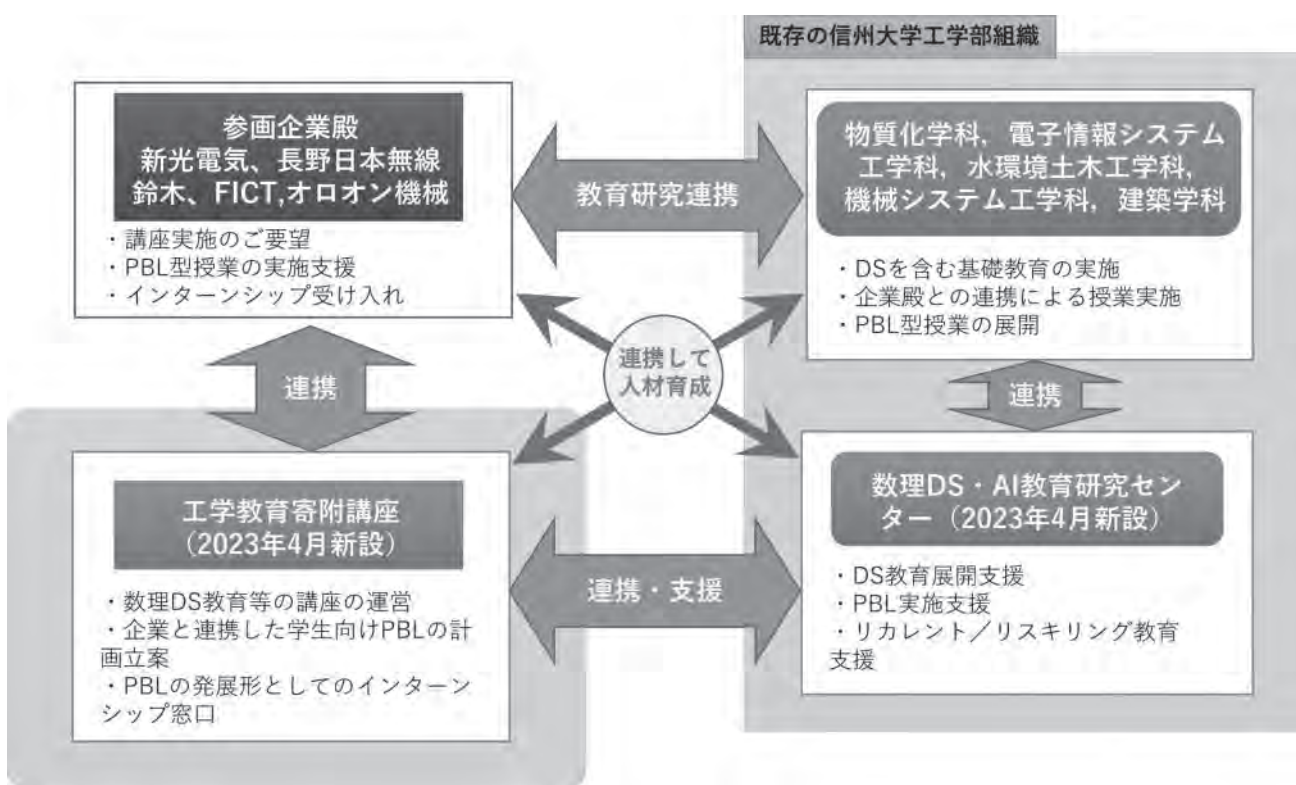 既存の信州大学工学部組織
参画企業殿
新光電気、長野日本無線
鈴木、FICT,オロオン機械
・講座実施のご要望
・PBL型授業の実施支援
・インターンシップ受け入れ
教育研究連携
物質化学科，電子情報システム
工学科，水環境土木工学科，
機械システム工学科，建築学科
・DSを含む基礎教育の実施
・企業殿との連携による授業実施
・PBL型授業の展開
連携して
人材育成
連携
連携
工学教育寄附講座
（2023年4月新設）
・数理DS教育等の講座の運営
・企業と連携した学生向けPBLの計
画立案
・PBLの発展形としてのインターン
シップ窓口
連携・支援
数理DS・AI教育研究セン
ター（2023年4月新設）
・DS教育展開支援
・PBL実施支援
・リカレント／リスキリング教育
支援